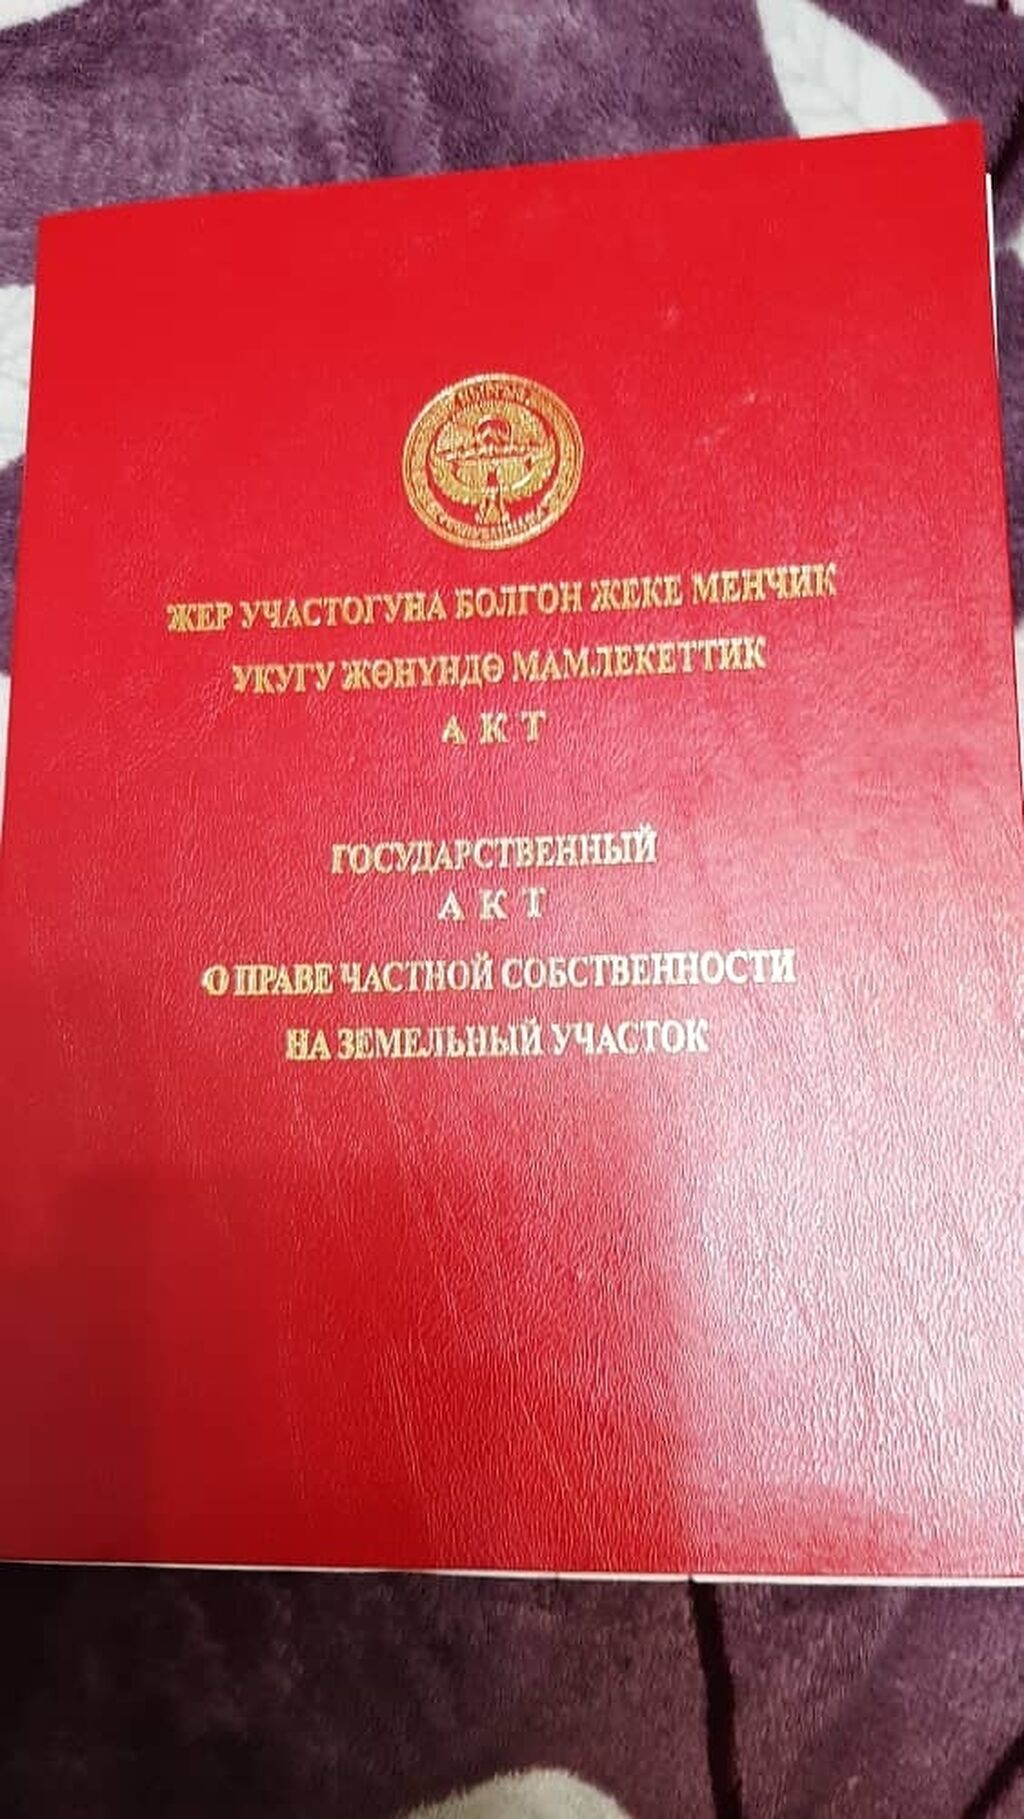 ЖЕР УЧАСТОГУНА БОЛГОН ЖЕКЕ МЕНЧИК
УКУГУ ЖӨНҮНДӨ МАМЛЕКЕТТИК
АКТ
ГОСУДАРСТВЕННЫЙ
АКТ
О ПРАВЕ ЧАСТНОЙ СОБСТВЕННОСТИ
НА ЗЕМЕЛЬНЫЙ УЧАСТОК